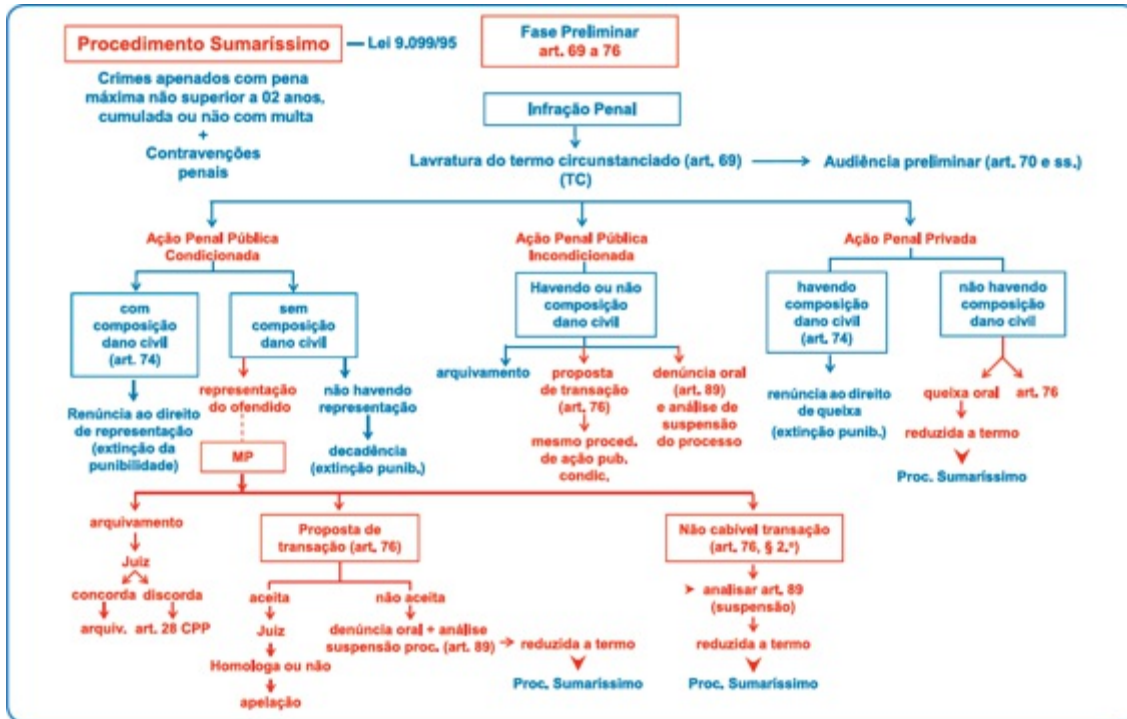 Procedimento Sumaríssimo — Lei 9.099/95
Fase Preliminar
art. 69 a 76
Crimes apenados com pena
máxima não superior a 02 anos,
cumulada ou não com multa
+
Contravenções
penais
Infração Penal
Lavratura do termo circunstanciado (art. 69)
(TC)
Audiência preliminar (art. 70 e ss.)
Ação Penal Pública
Condicionada
com
composição
dano civil
(art. 74)
Renúncia ao direito
de representação
(extinção da
punibilidade)
sem
composição
dano civil
representação
do ofendido
não havendo
representação
decadência
(extinção punib.)
Ação Penal Pública
Incondicionada
Havendo ou não
composição
dano civil
arquivamento
proposta
de transação
(art. 76)
mesmo proced.
de ação pub.
condic.
denúncia oral
(art. 89)
e análise de
suspensão
do processo
Ação Penal Privada
havendo
composição
dano civil
(art. 74)
renúncia ao direito
de queixa
(extinção punib.)
não havendo
composição
dano civil
queixa oral
art. 76
reduzida a termo
Proc. Sumaríssimo
MP
arquivamento
Juiz
concorda discorda
arquiv. art. 28 CPP
Proposta de
transação (art. 76)
aceita
Juiz
Homologa ou não
apelação
não aceita
denúncia oral + análise
suspensão proc. (art. 89)
reduzida a termo
Proc. Sumaríssimo
Não cabível transação
(art. 76, § 2.º)
analisar art. 89
(suspensão)
reduzida a termo
Proc. Sumaríssimo